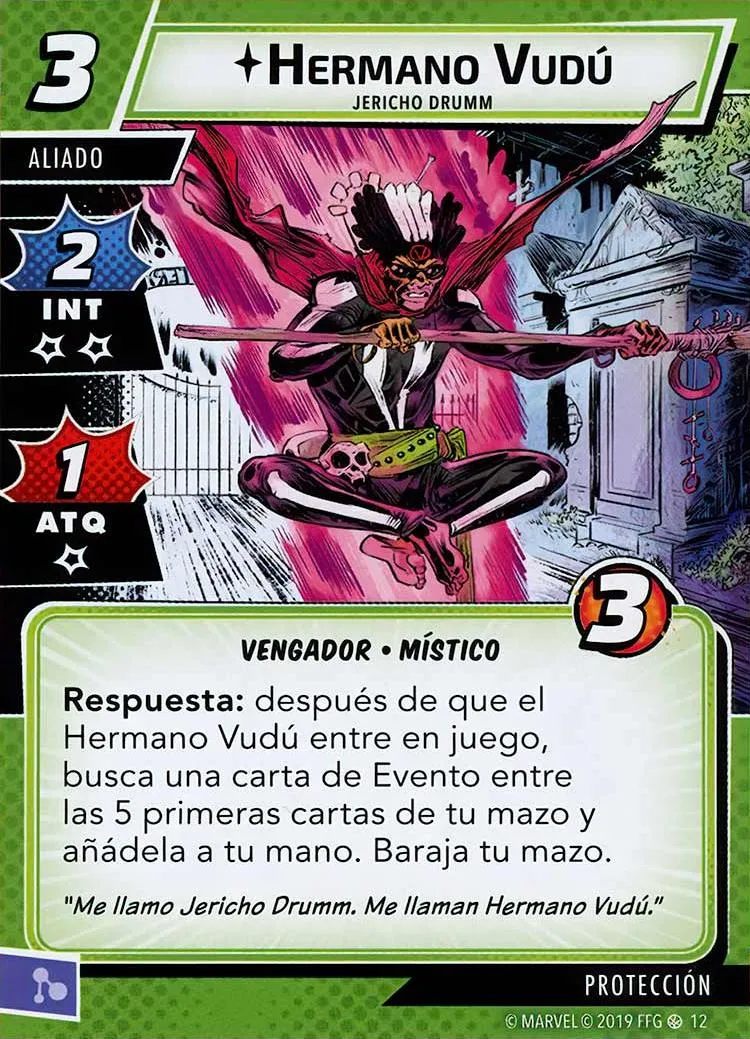 3
HERMANO VUDÚ
JERICHO DRUMM
ALIADO
2
INT
1
ATQ
3
VENGADOR • MÍSTICO
Respuesta: después de que el
Hermano Vudú entre en juego,
busca una carta de Evento entre
las 5 primeras cartas de tu mazo y
añádela a tu mano. Baraja tu mazo.
"Me llamo Jericho Drumm. Me llaman Hermano Vudú."
PROTECCIÓN
© MARVEL © 2019 FFG 12